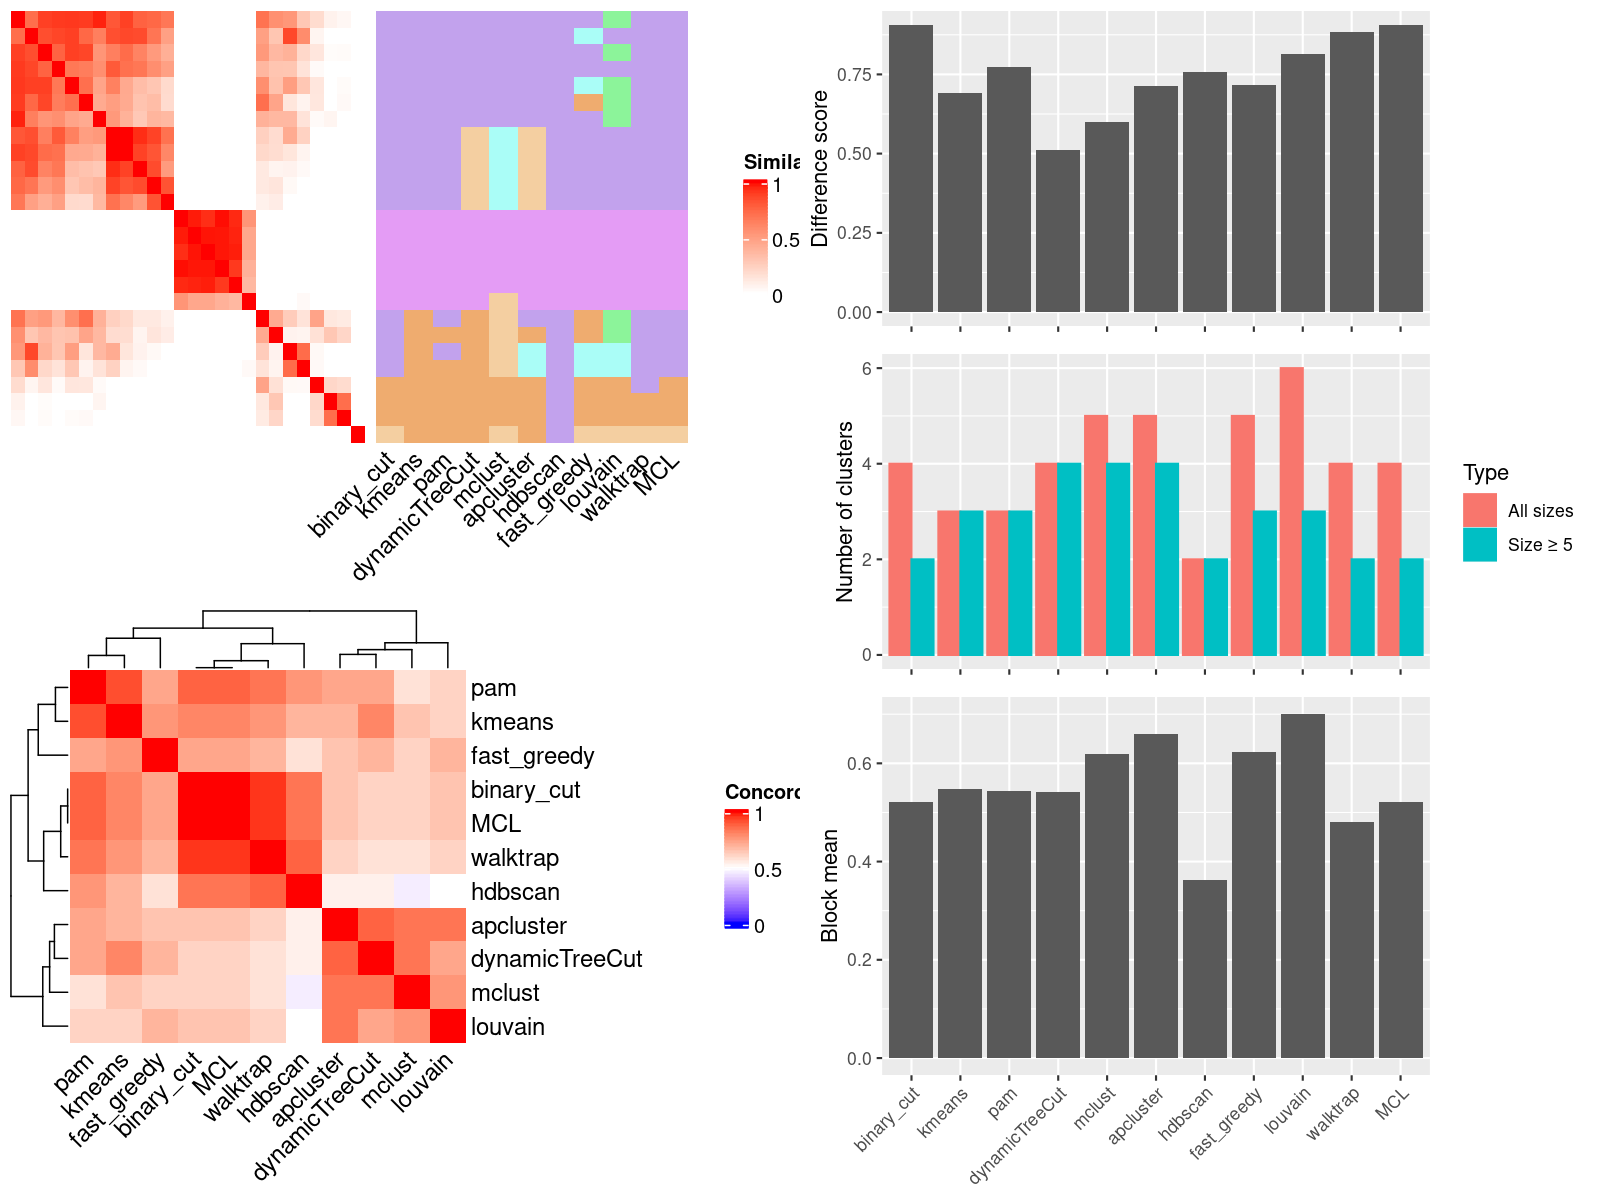 Simila
1
0.5
0
binary_cut
kmeans
pam
dynamicTreeCut
mclust
apcluster
hdbscan
fast_greedy
louvain
walktrap
MCL
pam
kmeans
fast_greedy
binary_cut
MCL
walktrap
hdbscan
apcluster
dynamicTreeCut
mclust
louvain
pam
kmeans
fast_greedy
binary_cut
MCL
walktrap
hdbscan
apcluster
dynamicTreeCut
mclust
louvain
Concord
1
0.5
0
Difference score
0.75
0.50
0.25
0.00
Number of clusters
6
4
2
0
Type
All sizes
Size ≥ 5
Block mean
0.6
0.4
0.2
0.0
binary_cut
kmeans
pam
dynamicTreeCut
mclust
apcluster
hdbscan
fast_greedy
louvain
walktrap
MCL